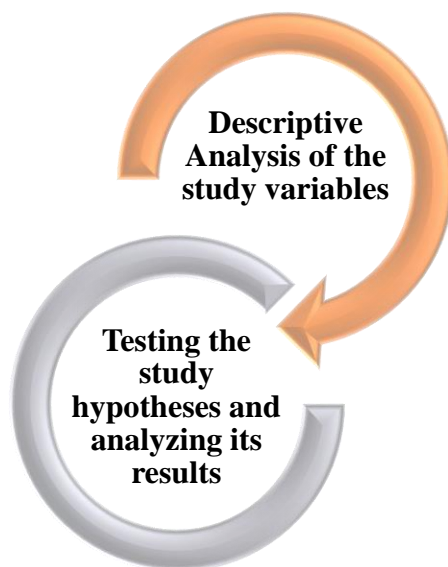 Descriptive
Analysis of the
study variables
Testing the
study
hypotheses and
analyzing its
results